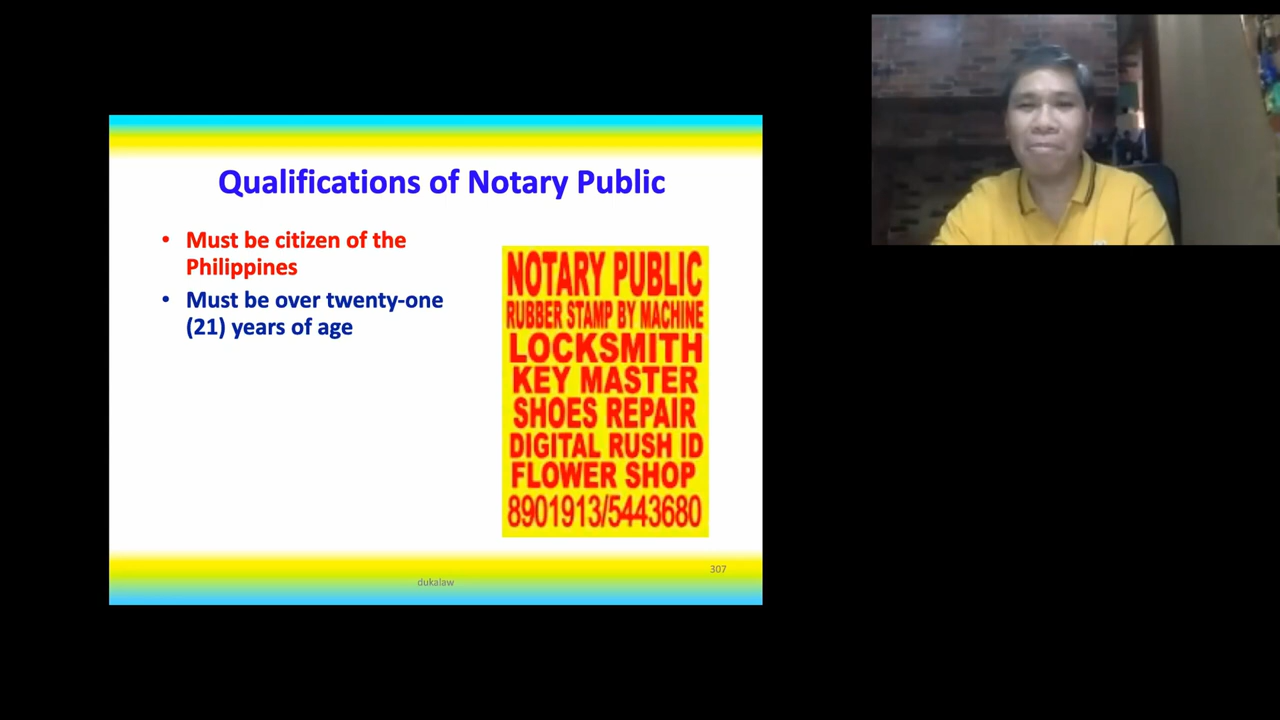 Qualifications of Notary Public
• Must be citizen of the
Philippines
• Must be over twenty-one
(21) years of age
NOTARY PUBLIC
RUBBER STAMP BY MACHINE
LOCKSMITH
KEY MASTER
SHOES REPAIR
DIGITAL RUSH ID
FLOWER SHOP
8901913/5443680
307
dukalaw